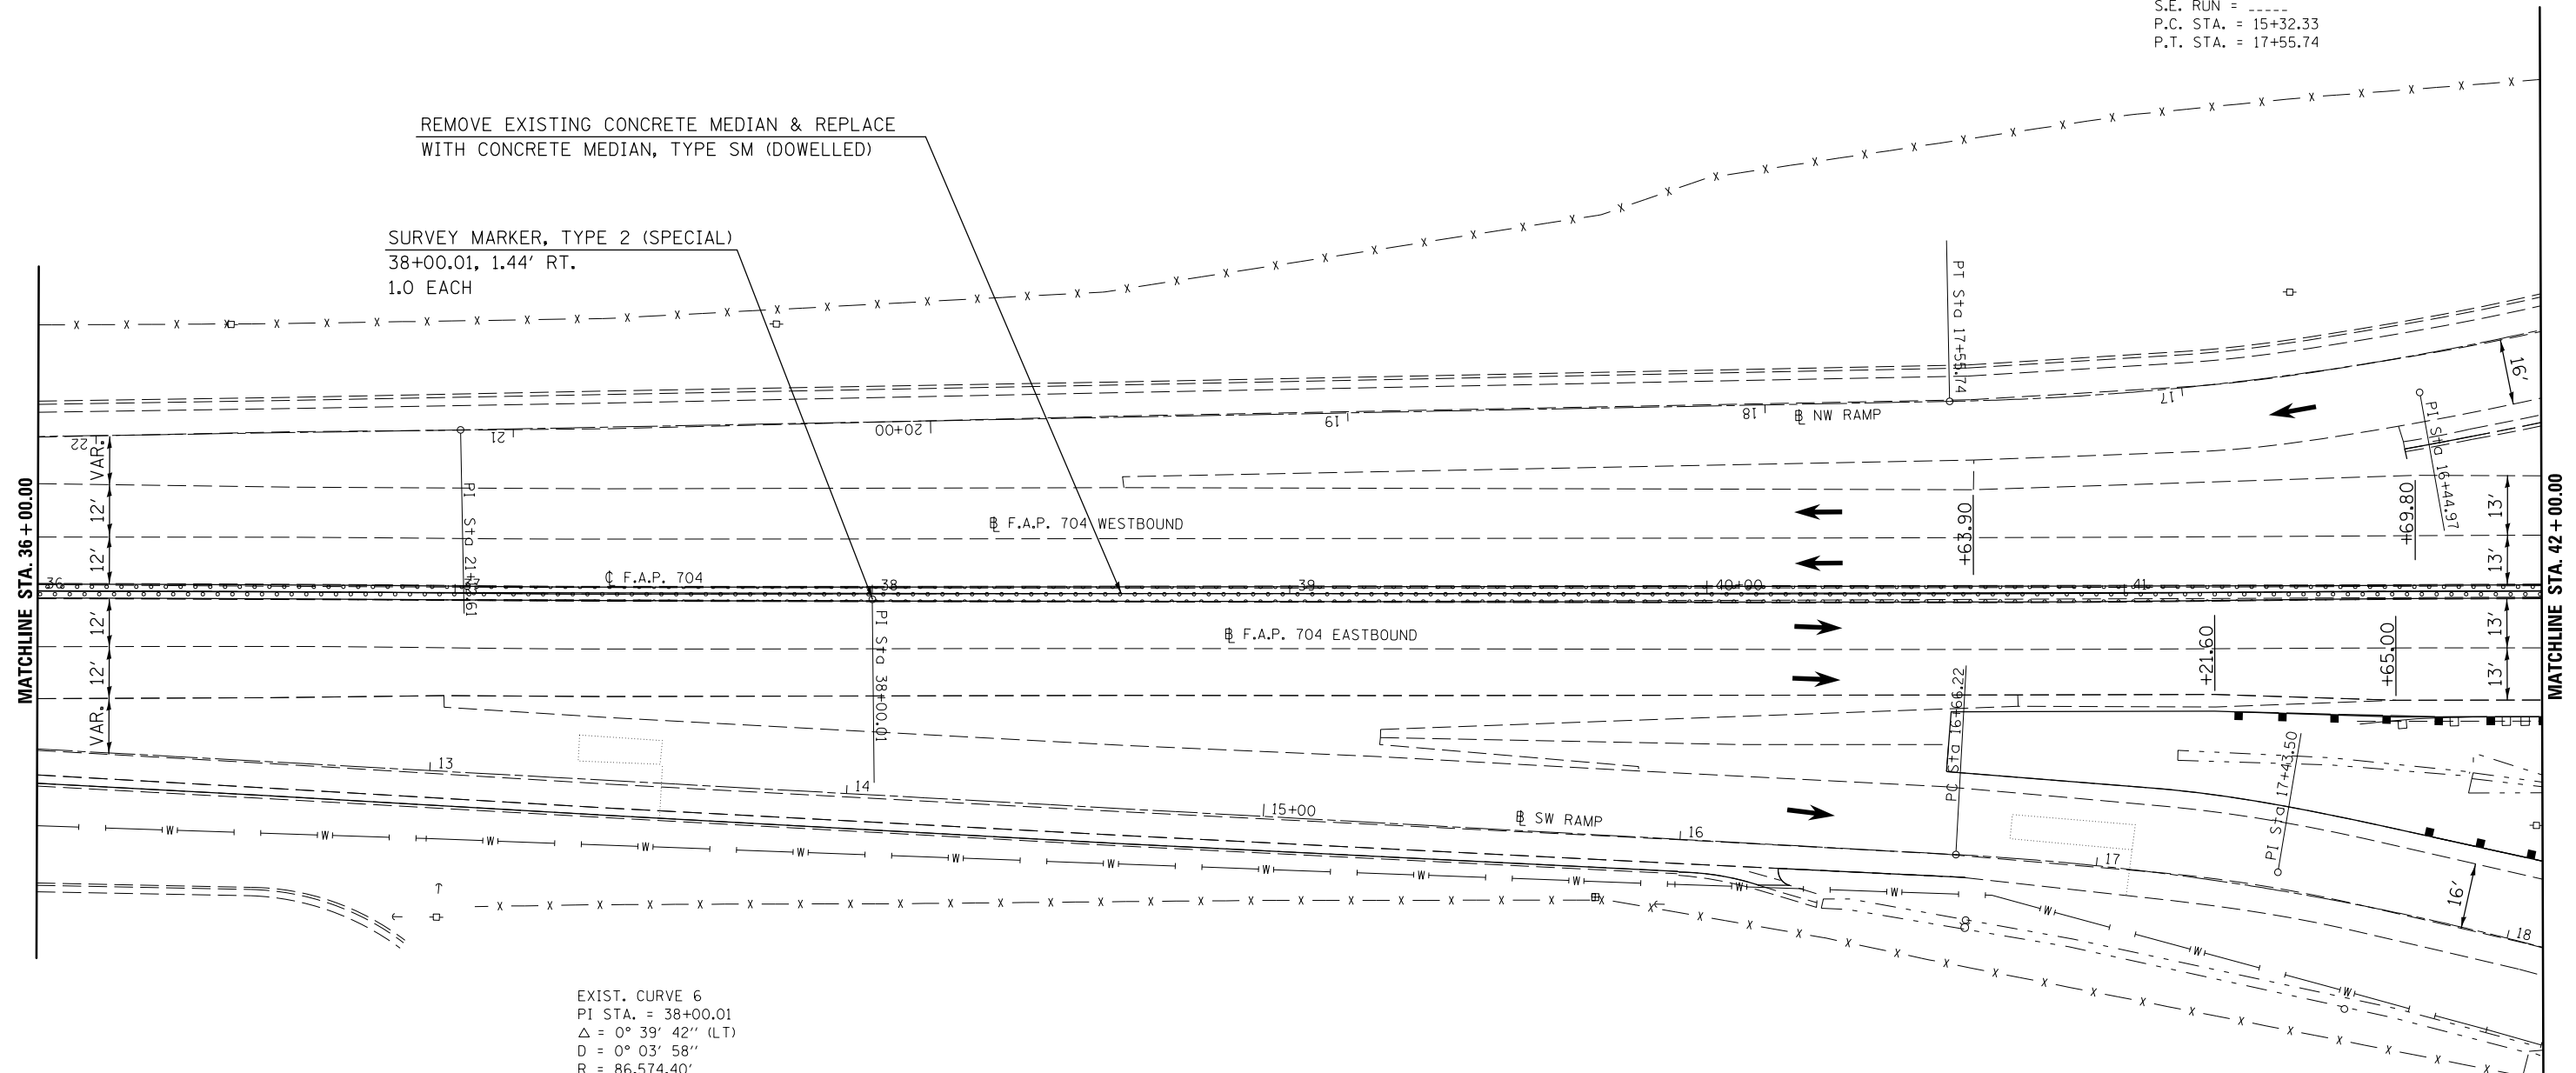 S.E. RUN = _____
P.C. STA. = 15+32.33
P.T. STA. = 17+55.74
REMOVE EXISTING CONCRETE MEDIAN & REPLACE
WITH CONCRETE MEDIAN, TYPE SM (DOWELLED)
SURVEY MARKER, TYPE 2 (SPECIAL)
38+00.01, 1.44' RT.
1.0 EACH
PT Sta 17+55.74
16'
PI Sta 16+44.97
22
21
20+00
19
18
17
℄ NW RAMP
VAR.
12'
12'
PI Sta 21+
℄ F.A.P. 704 WESTBOUND
+63.90
+69.80
13'
13'
MATCHLINE STA. 36+00.00
MATCHLINE STA. 42+00.00
36
37
℄ F.A.P. 704
38
39
40+00
41
12'
12'
VAR.
PI Sta 38+00.01
℄ F.A.P. 704 EASTBOUND
+21.60
+65.00
13'
13'
PC Sta 16+66.22
PI Sta 17+43.50
13
14
15+00
℄ SW RAMP
16
17
18
16'
EXIST. CURVE 6
PI STA. = 38+00.01
△ = 0° 39' 42'' (LT)
D = 0° 03' 58''
R = 86,574.40'